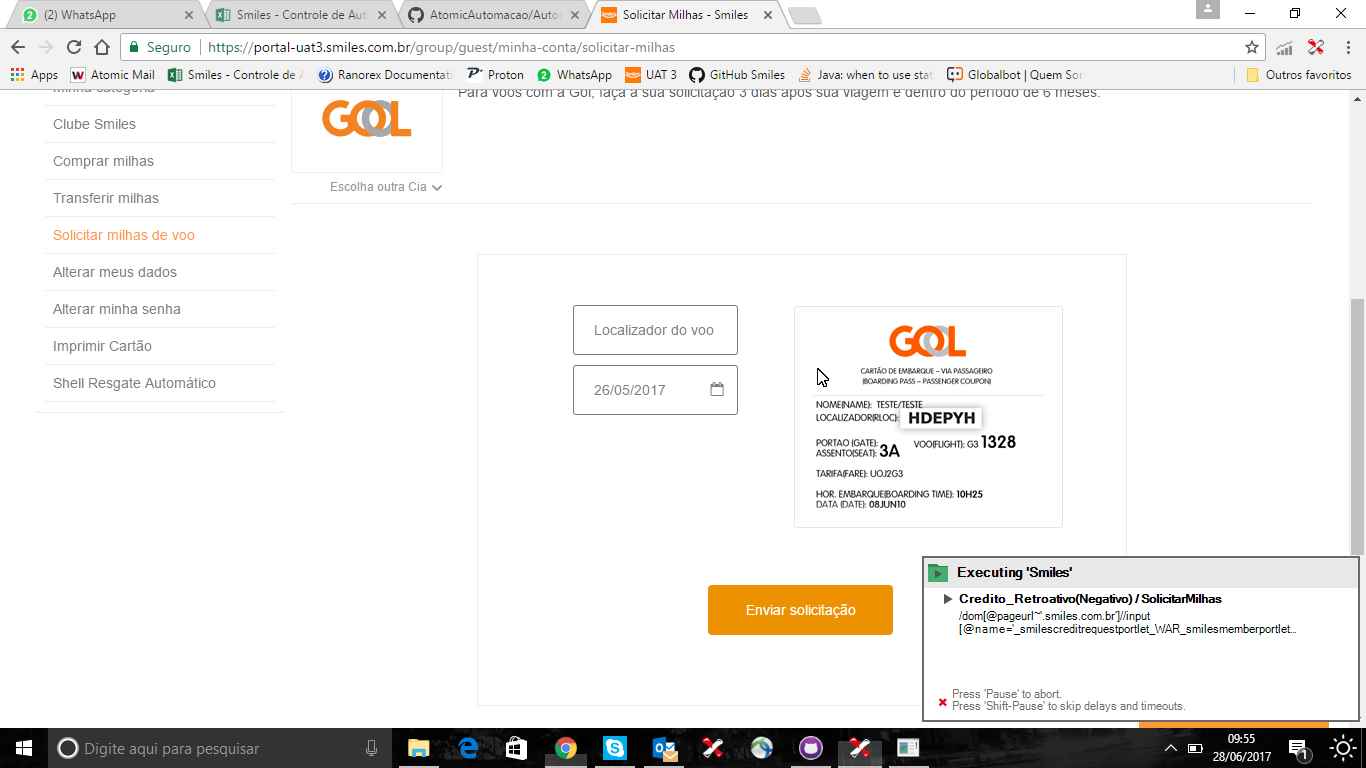 (2) WhatsApp
Smiles - Controle de Aut
AtomicAutomacao/Auto
Solicitar Milhas - Smiles
Seguro
https://portal-uat3.smiles.com.br/group/guest/minha-conta/solicitar-milhas
Apps
Atomic Mail
Smiles - Controle de A
Ranorex Documentati
Proton
WhatsApp
UAT 3
GitHub Smiles
Java: when to use stat
Globalbot | Quem Son
Outros favoritos
Minha categoria
Clube Smiles
Comprar milhas
Transferir milhas
Solicitar milhas de voo
Alterar meus dados
Alterar minha senha
Imprimir Cartão
Shell Resgate Automático
GOL
Para voos com a Gol, faça a sua solicitação 3 dias após sua viagem e dentro do período de 6 meses.
Escolha outra Cia
Localizador do voo
26/05/2017
GOL
CARTÃO DE EMBARQUE – VIA PASSAGEIRO
(BOARDING PASS – PASSENGER COUPON)
NOME(NAME): TESTE/TESTE
LOCALIZADOR(RLOC): HDEPYH
PORTAO (GATE):
ASSENTO(SEAT): 3A
VOO(FLIGHT): G3 1328
TARIFA(FARE): UOJ2G3
HOR. EMBARQUE(BOARDING TIME): 10H25
DATA (DATE): 08JUN10
Enviar solicitação
Executing 'Smiles'
Credito_Retroativo(Negativo) / SolicitarMilhas
/dom[@pageurl~'.smiles.com.br']//input
[@name='_smilescreditrequestportlet_WAR_smilesmemberportlet...
Press 'Pause' to abort.
Press 'Shift-Pause' to skip delays and timeouts.
Digite aqui para pesquisar
09:55
28/06/2017
1